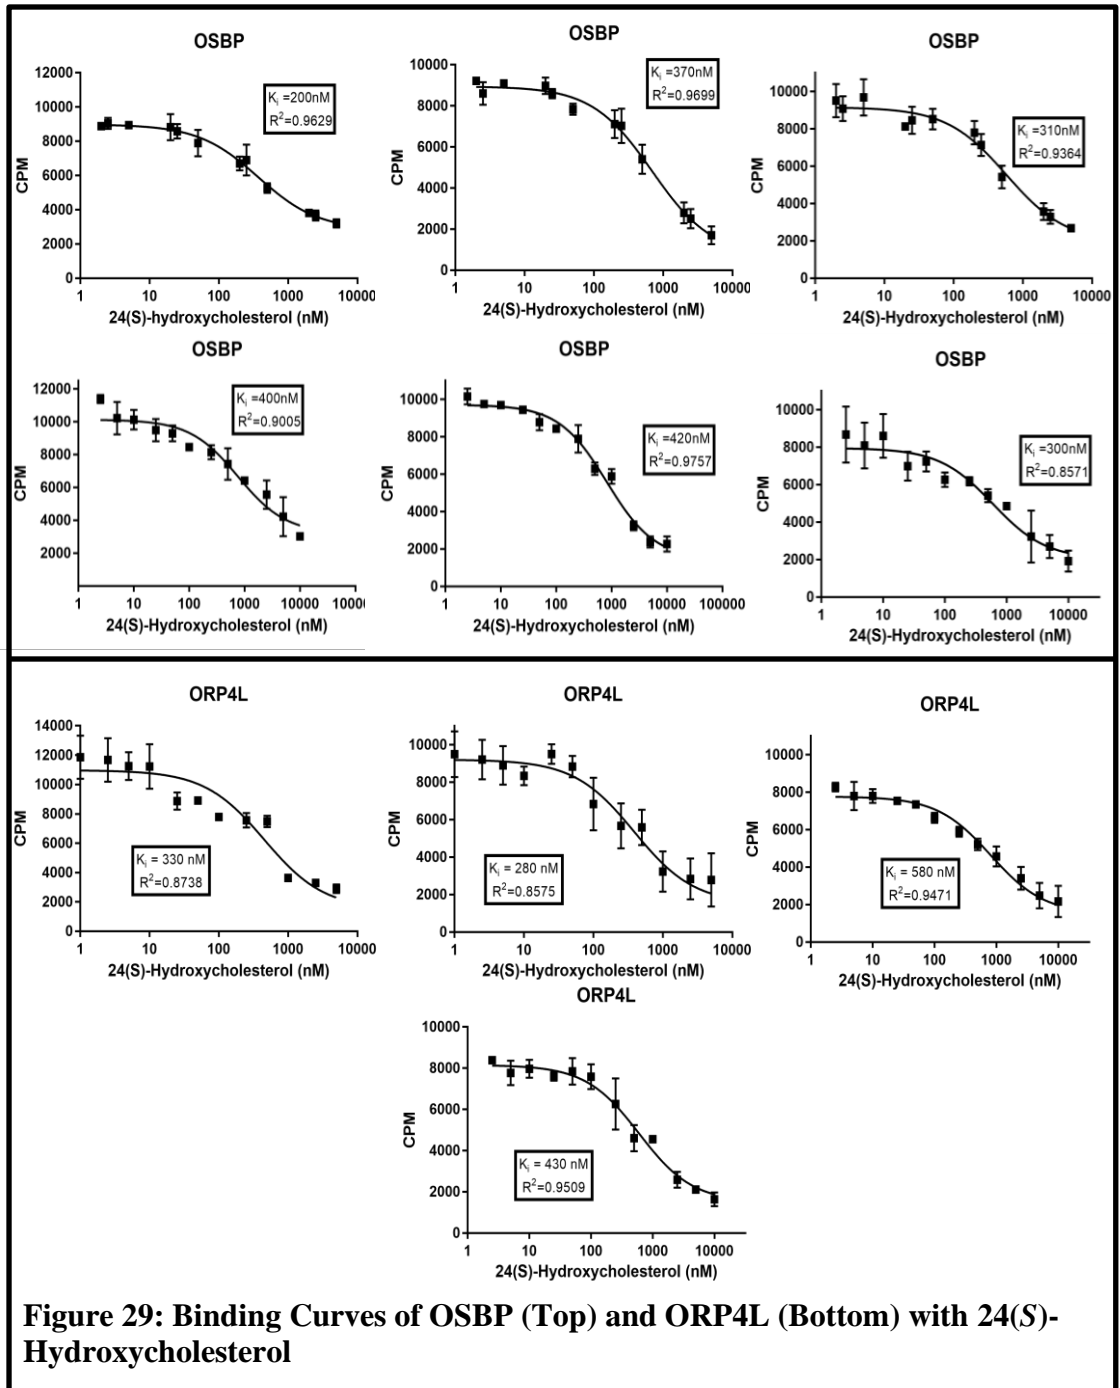 OSBP
12000
10000
8000
6000
4000
2000
0
CPM
Kᵢ =200nM
R²=0.9629
1 10 100 1000 10000
24(S)-hydroxycholesterol (nM)
OSBP
10000
8000
6000
4000
2000
0
CPM
Kᵢ =370nM
R²=0.9699
1 10 100 1000 10000
24(S)-Hydroxycholesterol (nM)
OSBP
10000
8000
6000
4000
2000
0
CPM
Kᵢ =310nM
R²=0.9364
1 10 100 1000 10000
24(S)-Hydroxycholesterol (nM)
OSBP
12000
10000
8000
6000
4000
2000
CPM
Kᵢ =400nM
R²=0.9005
1 10 100 1000 10000 10000
24(S)-Hydroxycholesterol (nM)
OSBP
10000
8000
6000
4000
2000
0
CPM
Kᵢ =420nM
R²=0.9757
1 10 100 1000 10000 100000
24(S)-Hydroxycholesterol (nM)
OSBP
10000
8000
6000
4000
2000
0
CPM
Kᵢ =300nM
R²=0.8571
1 10 100 1000 10000
24(S)-Hydroxycholesterol (nM)
ORP4L
14000
12000
10000
8000
6000
4000
2000
0
CPM
Kᵢ = 330 nM
R²=0.8738
1 10 100 1000 10000
24(S)-Hydroxycholesterol (nM)
ORP4L
10000
8000
6000
4000
2000
0
CPM
Kᵢ = 280 nM
R²=0.8575
1 10 100 1000 10000
24(S)-Hydroxycholesterol (nM)
ORP4L
10000
8000
6000
4000
2000
0
CPM
Kᵢ = 580 nM
R²=0.9471
1 10 100 1000 10000
24(S)-Hydroxycholesterol (nM)
ORP4L
10000
8000
6000
4000
2000
0
CPM
Kᵢ = 430 nM
R²=0.9509
1 10 100 1000 10000
24(S)-Hydroxycholesterol (nM)
Figure 29: Binding Curves of OSBP (Top) and ORP4L (Bottom) with 24(S)-
Hydroxycholesterol